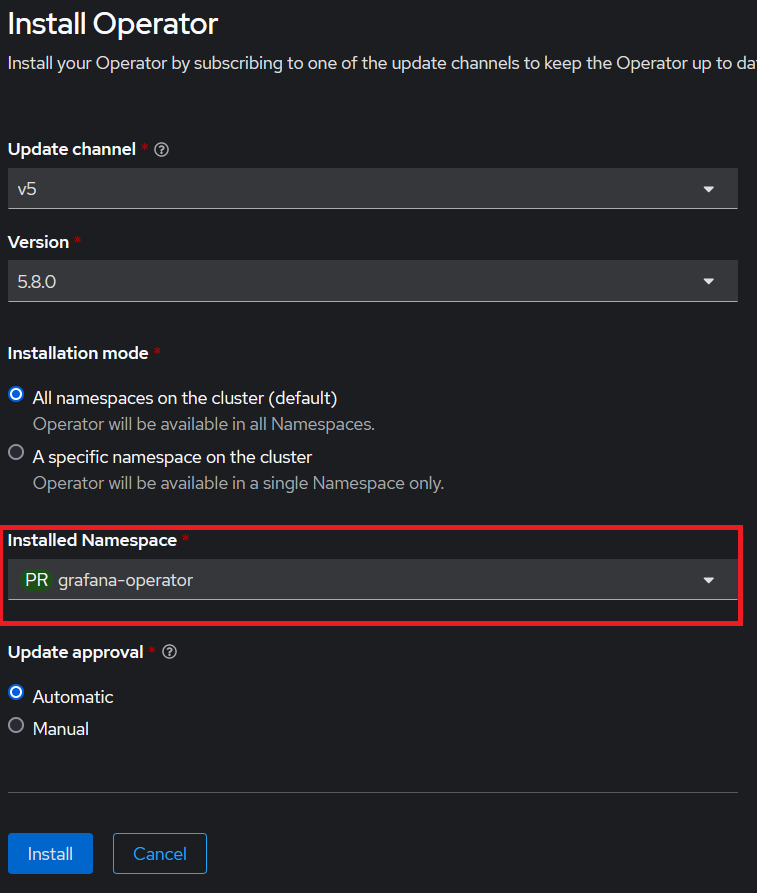 Install Operator
Install your Operator by subscribing to one of the update channels to keep the Operator up to
Update channel *
v5
Version *
5.8.0
Installation mode *
All namespaces on the cluster (default)
Operator will be available in all Namespaces.
A specific namespace on the cluster
Operator will be available in a single Namespace only.
Installed Namespace *
PR grafana-operator
Update approval *
Automatic
Manual
Install Cancel